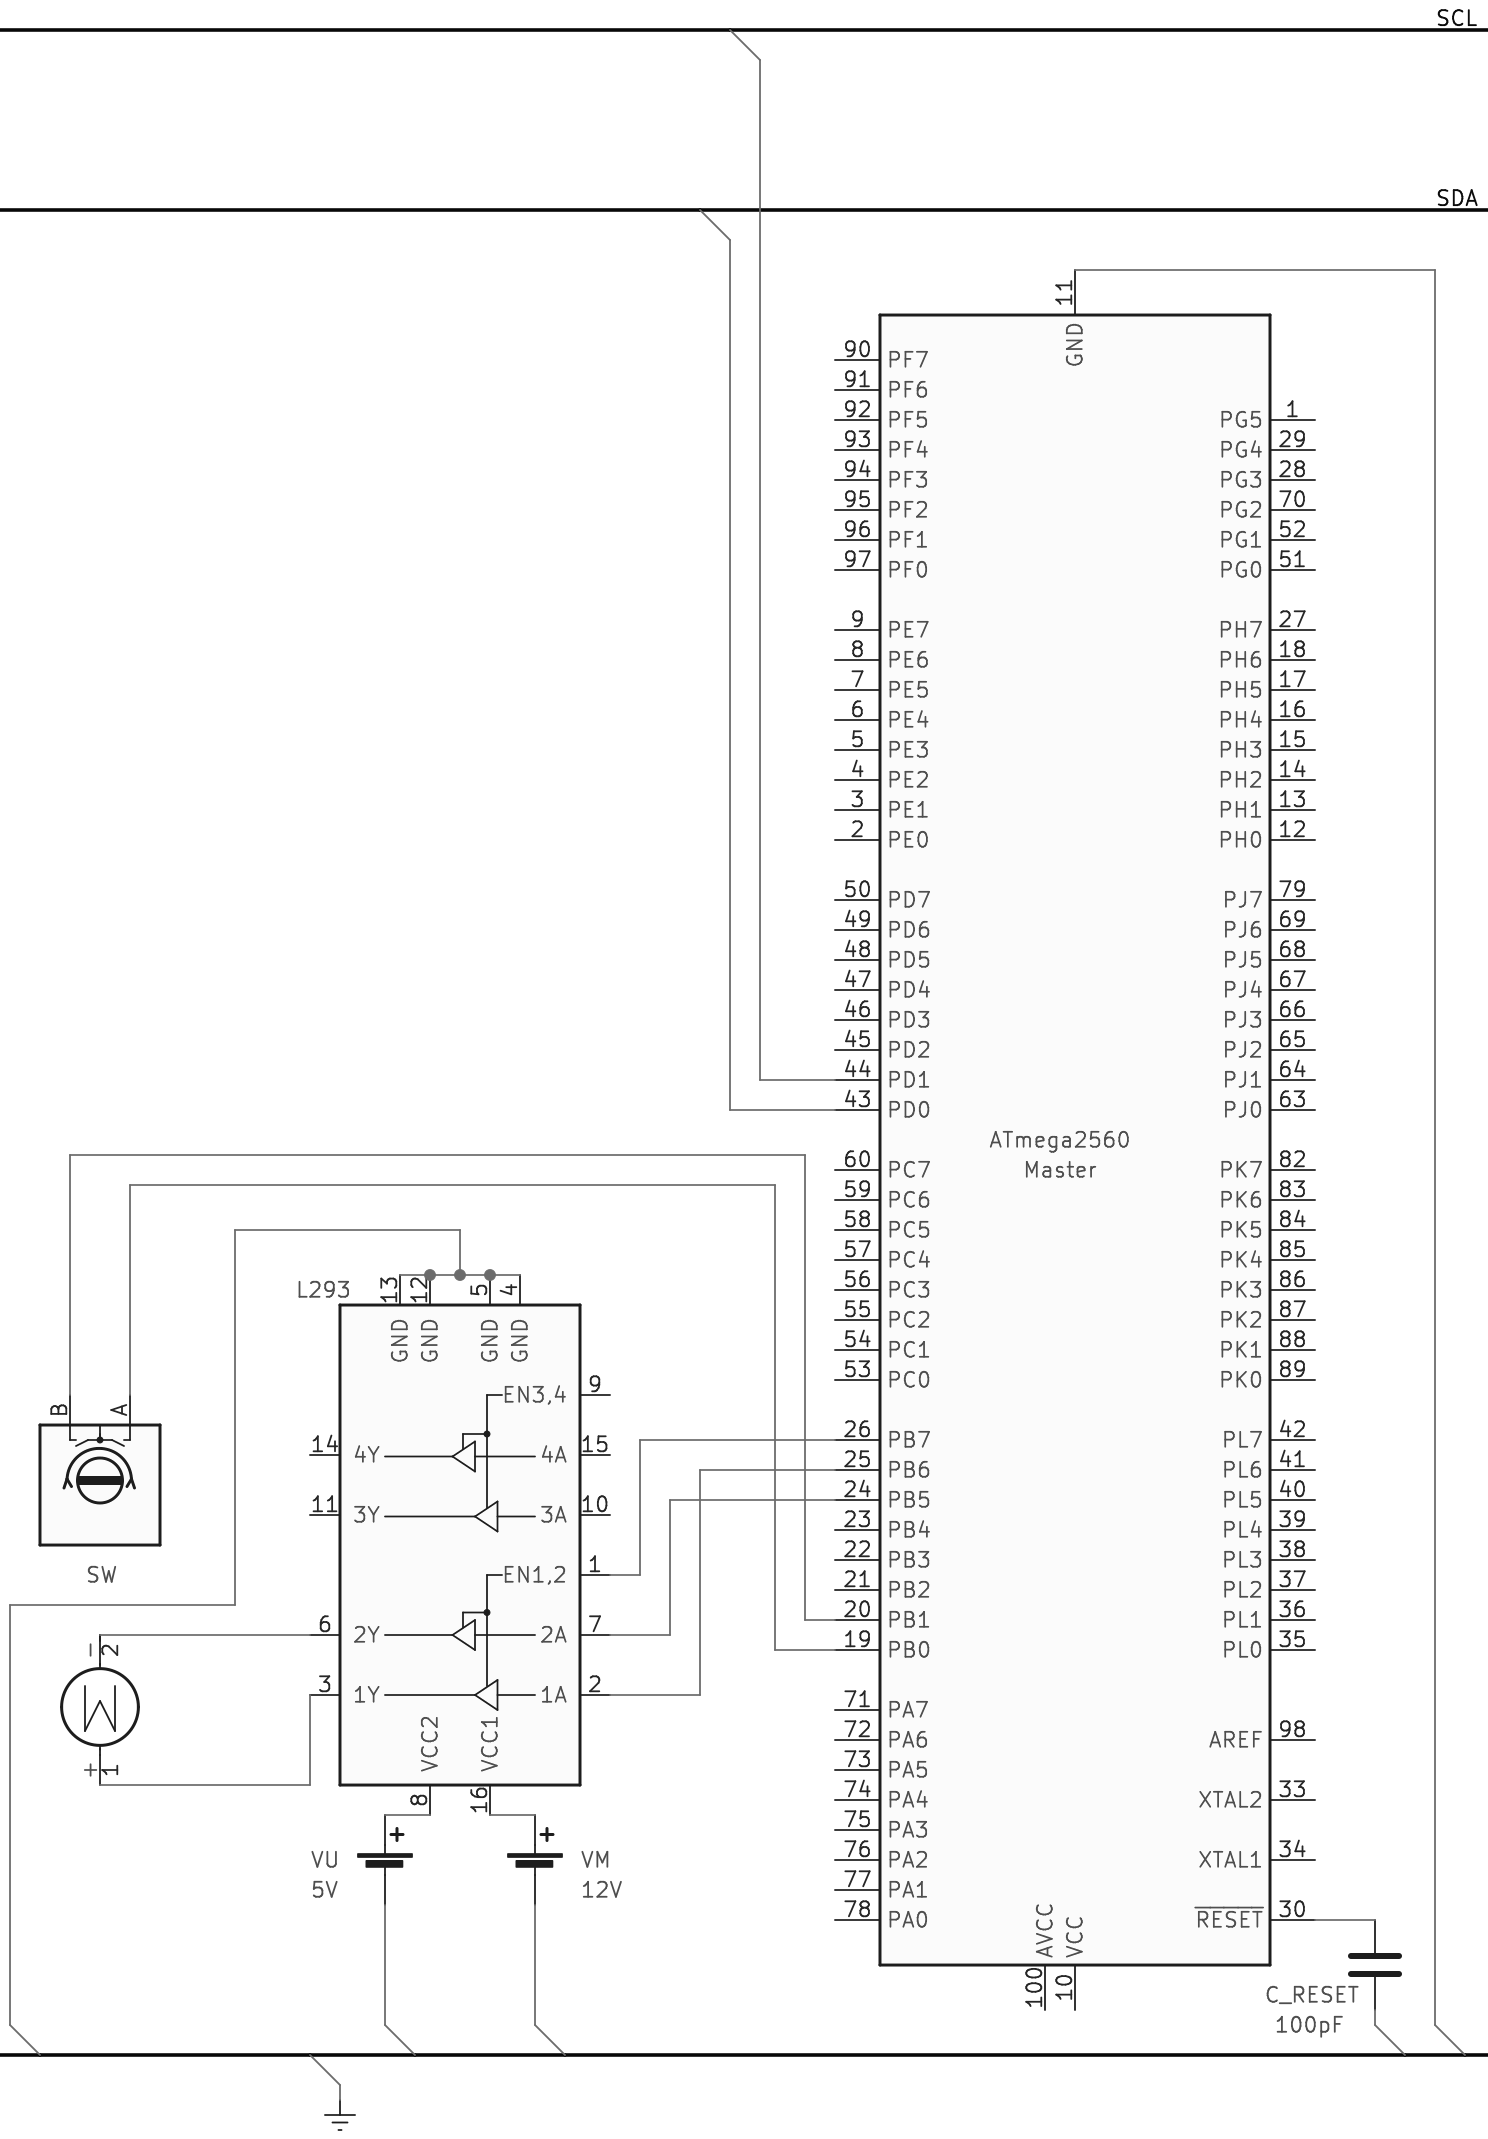 SCL
SDA
11
GND
90 PF7
91 PF6
92 PF5 PG5 1
93 PF4 PG4 29
94 PF3 PG3 28
95 PF2 PG2 70
96 PF1 PG1 52
97 PF0 PG0 51
9 PE7 PH7 27
8 PE6 PH6 18
7 PE5 PH5 17
6 PE4 PH4 16
5 PE3 PH3 15
4 PE2 PH2 14
3 PE1 PH1 13
2 PE0 PH0 12
50 PD7 PJ7 79
49 PD6 PJ6 69
48 PD5 PJ5 68
47 PD4 PJ4 67
46 PD3 PJ3 66
45 PD2 PJ2 65
44 PD1 PJ1 64
43 PD0 PJ0 63
ATmega2560
Master
60 PC7 PK7 82
59 PC6 PK6 83
58 PC5 PK5 84
57 PC4 PK4 85
56 PC3 PK3 86
55 PC2 PK2 87
54 PC1 PK1 88
53 PC0 PK0 89
26 PB7 PL7 42
25 PB6 PL6 41
24 PB5 PL5 40
23 PB4 PL4 39
22 PB3 PL3 38
21 PB2 PL2 37
20 PB1 PL1 36
19 PB0 PL0 35
71 PA7
72 PA6 AREF 98
73 PA5
74 PA4 XTAL2 33
75 PA3
76 PA2 XTAL1 34
77 PA1
78 PA0 RESET 30
AVCC VCC
100 10
C_RESET
100pF
L293
13 12 5 4
GND GND GND GND
EN3,4 9
14 4Y 4A 15
11 3Y 3A 10
EN1,2 1
6 2Y 2A 7
3 1Y 1A 2
VCC2 VCC1
8 16
B A
SW
- 2
M
+ 1
+
VU
5V
+
VM
12V